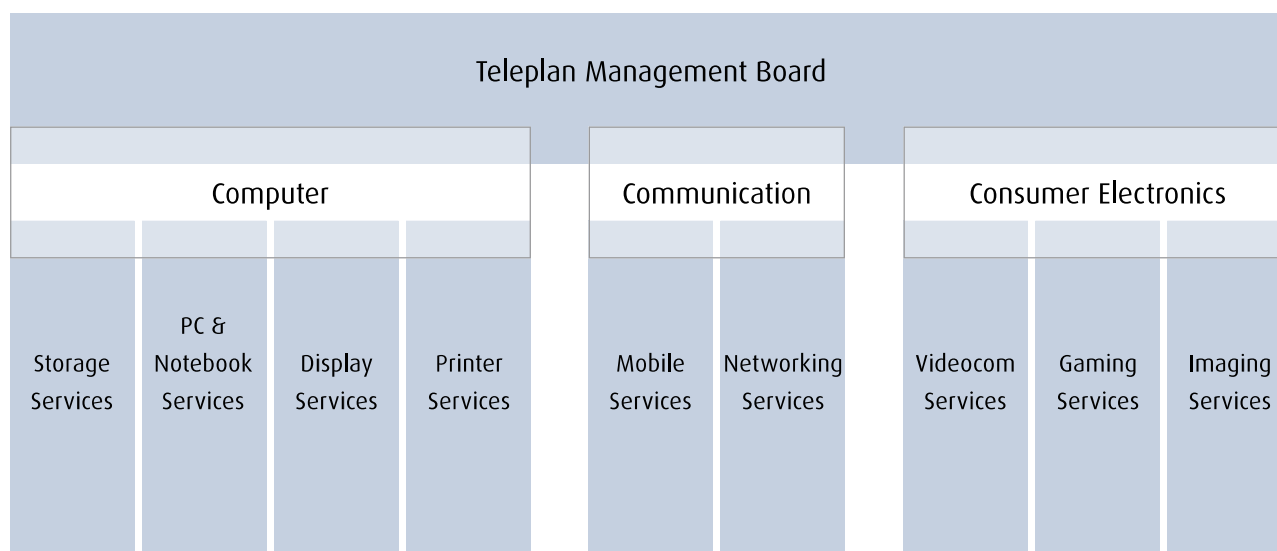 Teleplan Management Board
Computer
Communication
Consumer Electronics
Storage
Services
PC &
Notebook
Services
Display
Services
Printer
Services
Mobile
Services
Networking
Services
Videocom
Services
Gaming
Services
Imaging
Services